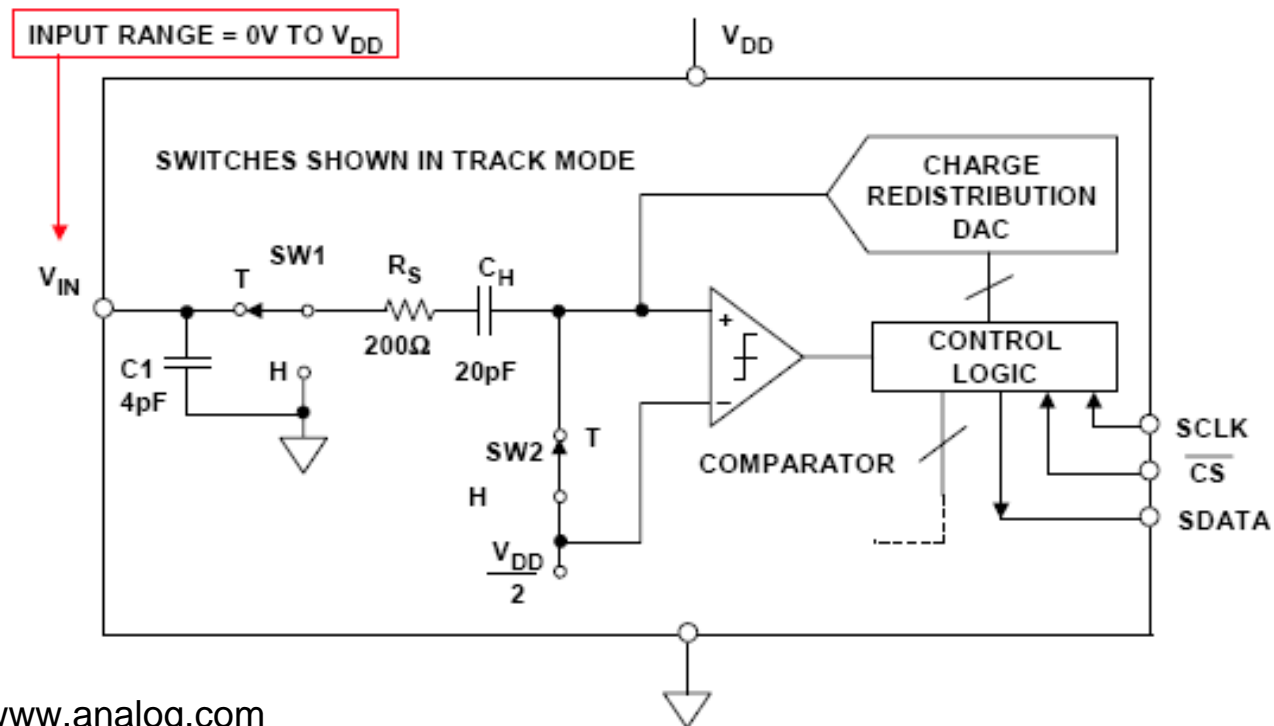 INPUT RANGE = 0V TO VDD
VDD
SWITCHES SHOWN IN TRACK MODE
CHARGE
REDISTRIBUTION
DAC
SW1
T
RS
CH
VIN
200Ω
20pF
C1
4pF
H
+
−
CONTROL
LOGIC
SW2
T
H
COMPARATOR
SCLK
CS
SDATA
VDD
2
www.analog.com